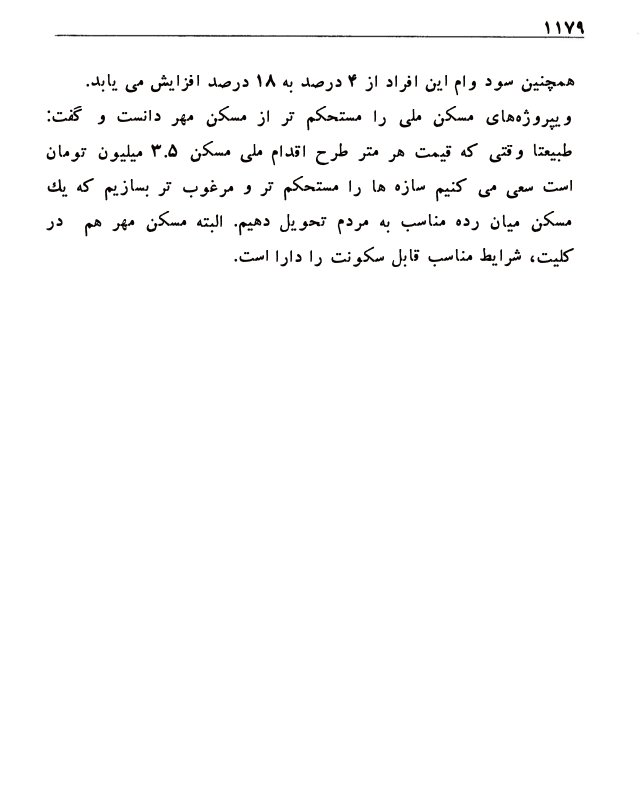 ۱۱۷۹
همچنین سود وام این افراد از ۴ درصد به ۱۸ درصد افزایش می یابد.
ویپروژه‌های مسکن ملی را مستحکم تر از مسکن مهر دانست و گفت:
طبیعتا وقتی که قیمت هر متر طرح اقدام ملی مسکن ۳.۵ میلیون تومان
است سعی می کنیم سازه ها را مستحکم تر و مرغوب تر بسازیم که یك
مسکن میان رده مناسب به مردم تحویل دهیم. البته مسکن مهر هم در
کلیت، شرایط مناسب قابل سکونت را دارا است.